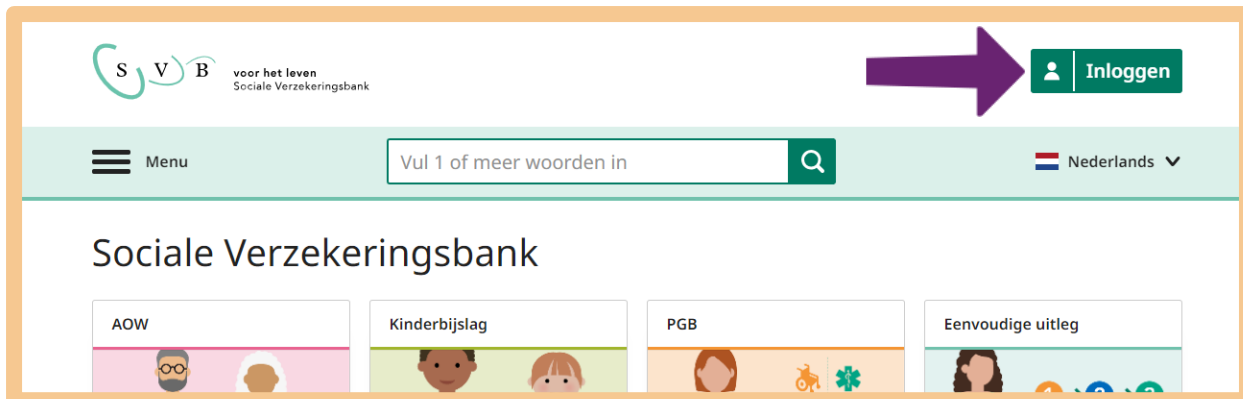 S V B
voor het leven
Sociale Verzekeringsbank
Inloggen
Menu
Vul 1 of meer woorden in
Nederlands
Sociale Verzekeringsbank
AOW
Kinderbijslag
PGB
Eenvoudige uitleg